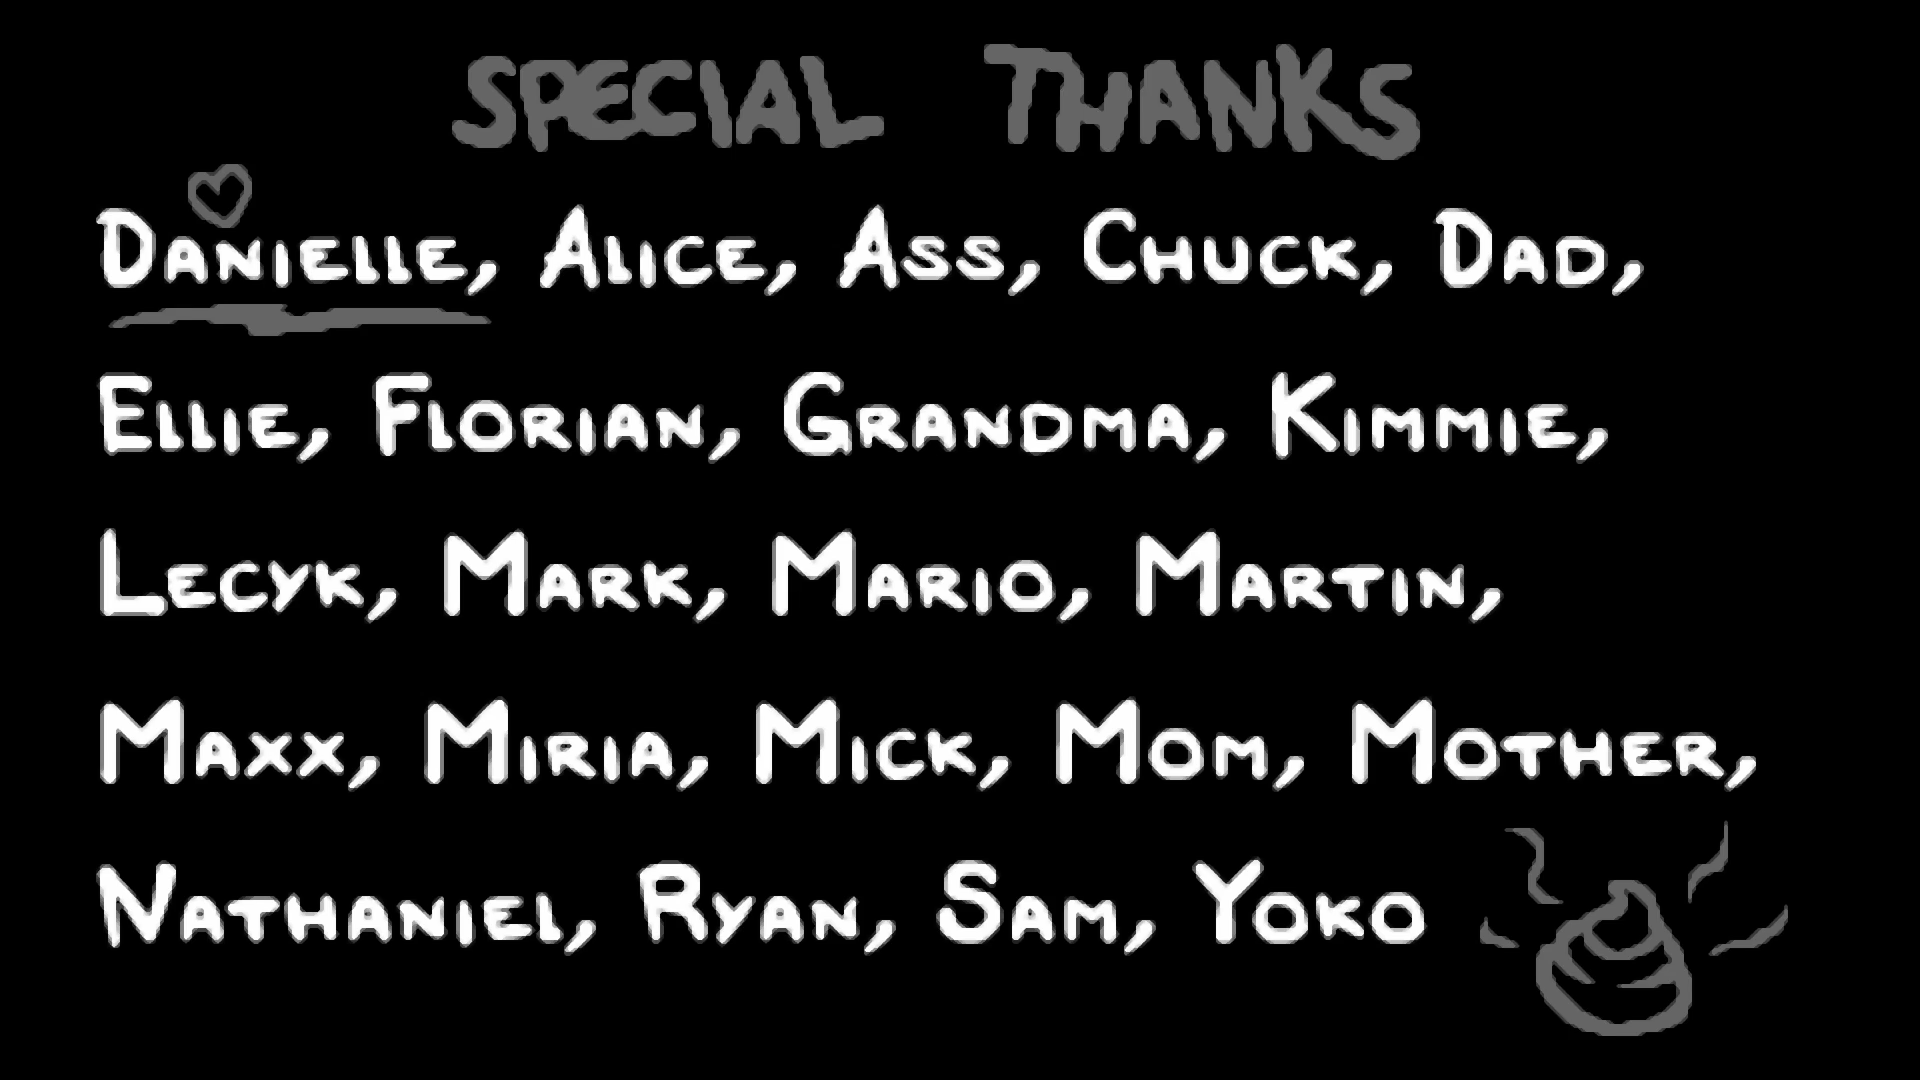 SPECIAL THANKS
DANIELLE, ALICE, ASS, CHUCK, DAD,
ELLIE, FLORIAN, GRANDMA, KIMMIE,
LECYK, MARK, MARIO, MARTIN,
MAXX, MIRIA, MICK, MOM, MOTHER,
NATHANIEL, RYAN, SAM, YOKO